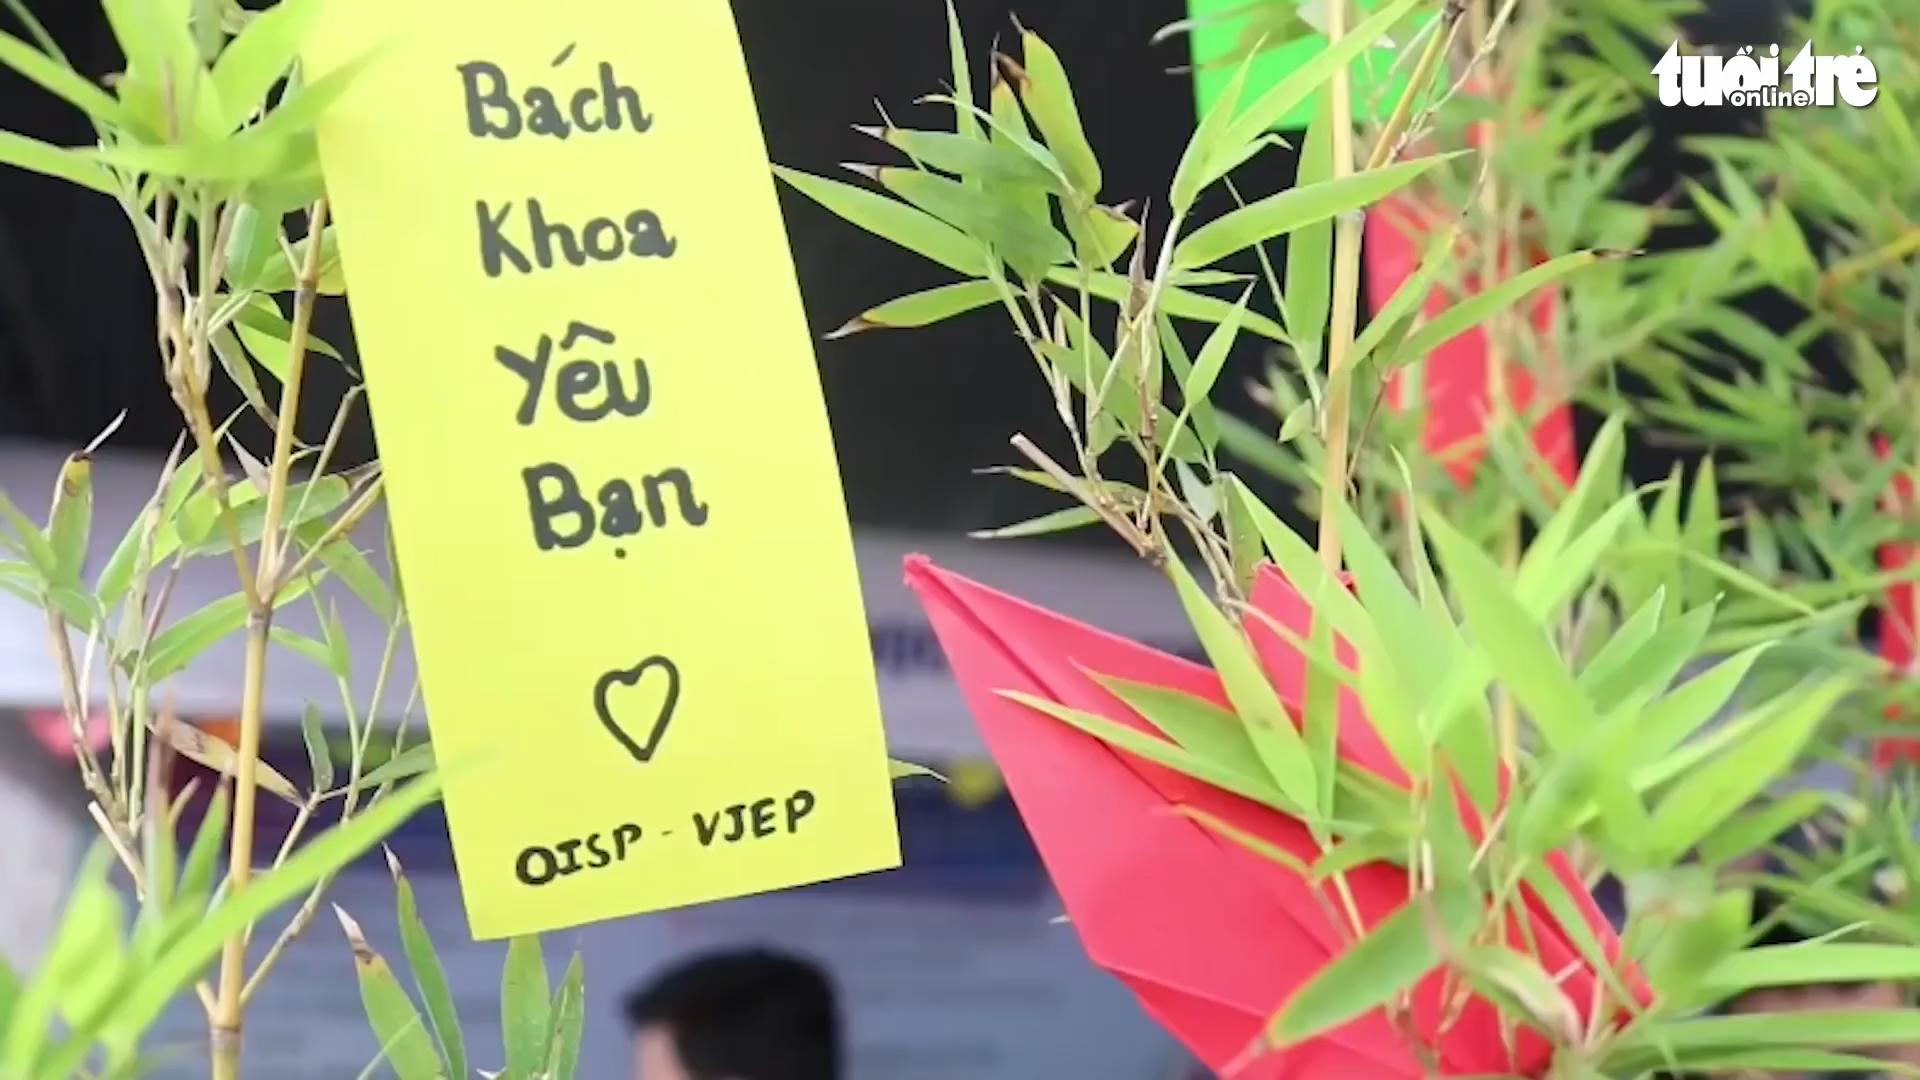 Bách
Khoa
Yêu
Bạn
OISP - VJEP
tuổi trẻ
online